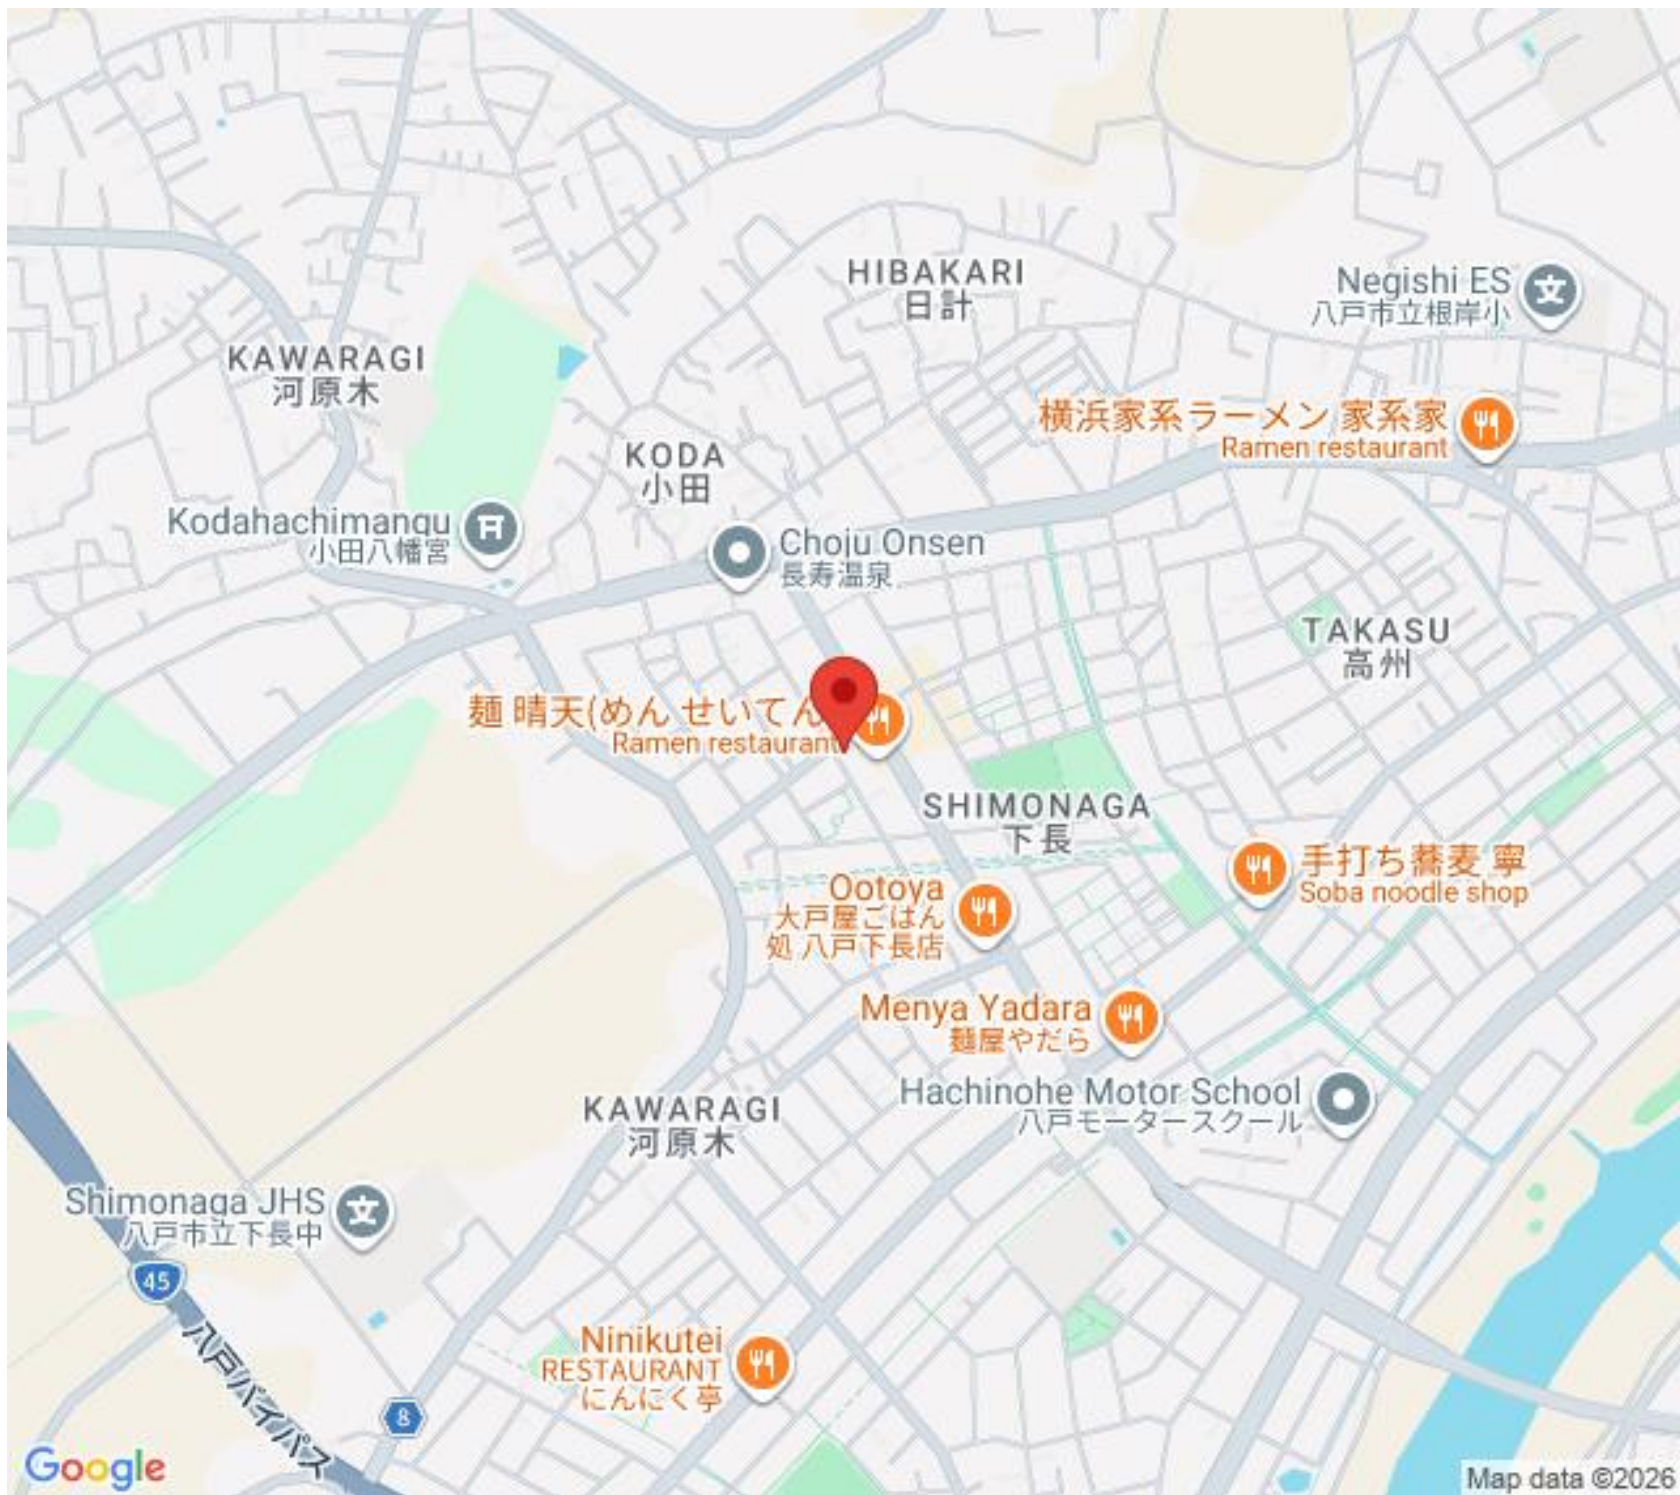 HIBAKARI
日計
Negishi ES
八戸市立根岸小
KAWARAGI
河原木
横浜家系ラーメン 家系家
Ramen restaurant
KODA
小田
Kodahachimangu
小田八幡宮
Choju Onsen
長寿温泉
TAKASU
高州
麺 晴天(めん せいてん
Ramen restaurant
SHIMONAGA
下長
手打ち蕎麦 寧
Soba noodle shop
Ootoya
大戸屋ごはん
処 八戸下長店
Menya Yadara
麺屋やだら
Hachinohe Motor School
八戸モータースクール
KAWARAGI
河原木
Shimonaga JHS
八戸市立下長中
45
八戸バイパス
Ninikutei
RESTAURANT
にんにく亭
8
Google
Map data ©2026